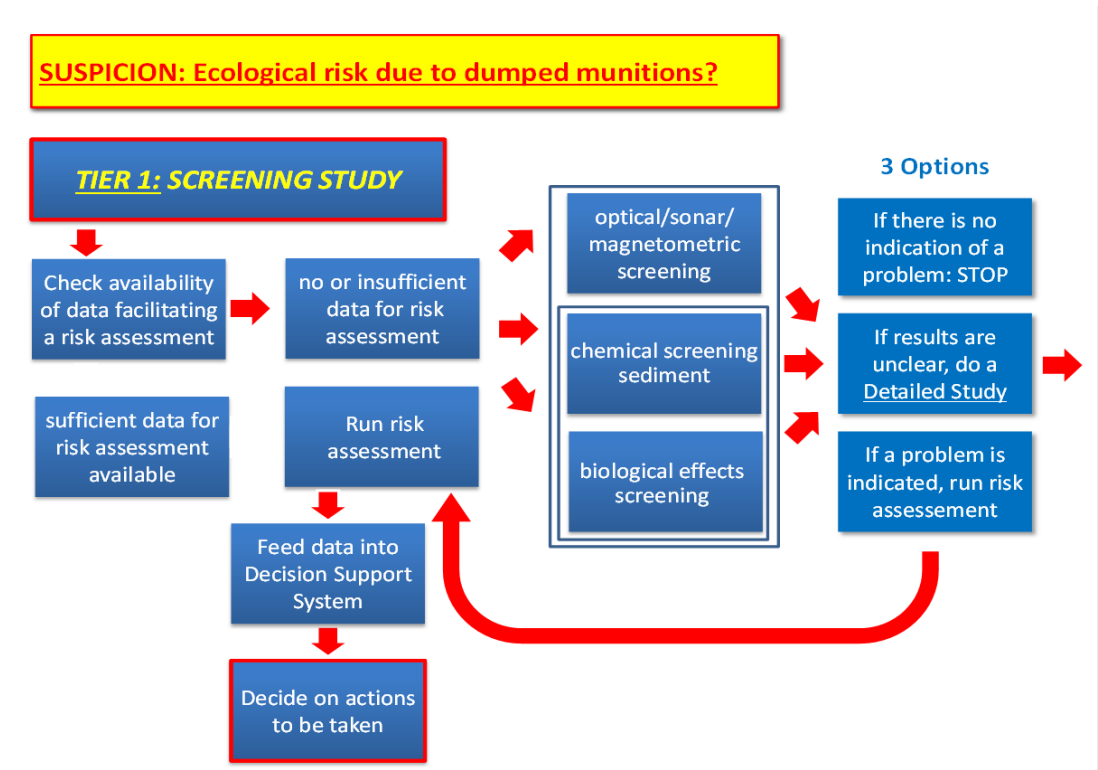 SUSPICION: Ecological risk due to dumped munitions?
TIER 1: SCREENING STUDY
Check availability
of data facilitating
a risk assessment
no or insufficient
data for risk
assessment
optical/sonar/
magnetometric
screening
chemical screening
sediment
biological effects
screening
3 Options
If there is no
indication of a
problem: STOP
If results are
unclear, do a
Detailed Study
If a problem is
indicated, run risk
assessement
sufficient data for
risk assessment
available
Run risk
assessment
Feed data into
Decision Support
System
Decide on actions
to be taken